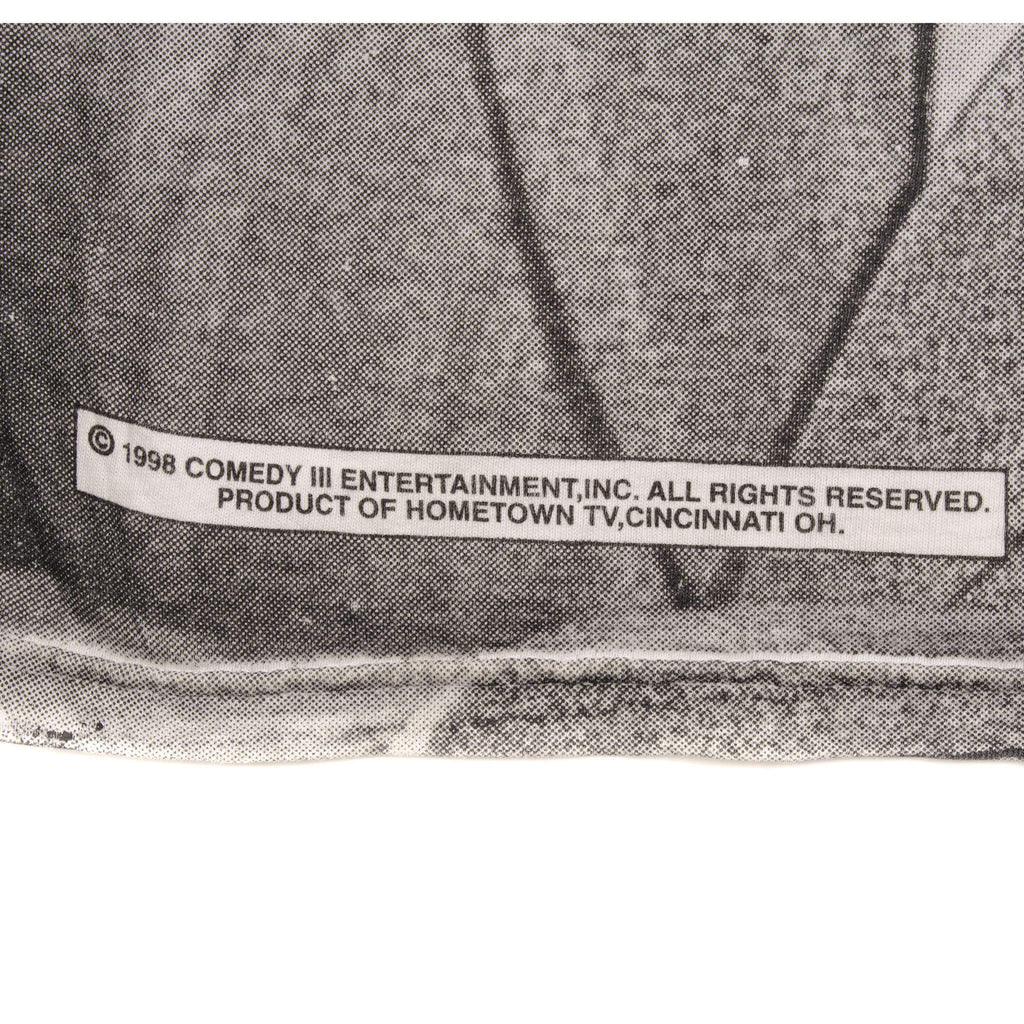 © 1998 COMEDY III ENTERTAINMENT,INC. ALL RIGHTS RESERVED.
PRODUCT OF HOMETOWN TV,CINCINNATI OH.